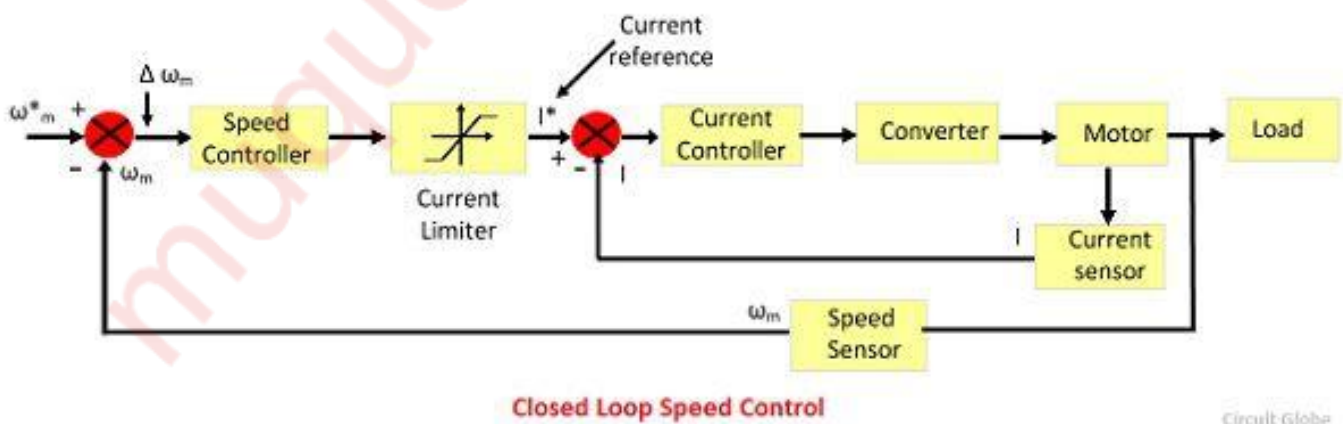 Current
reference
Δ ωm
ω*m
+
-
ωm
Speed
Controller
Current
Limiter
I*
+
-
I
Current
Controller
Converter
Motor
Load
i
Current
sensor
ωm
Speed
Sensor
Closed Loop Speed Control
Circuit Globe